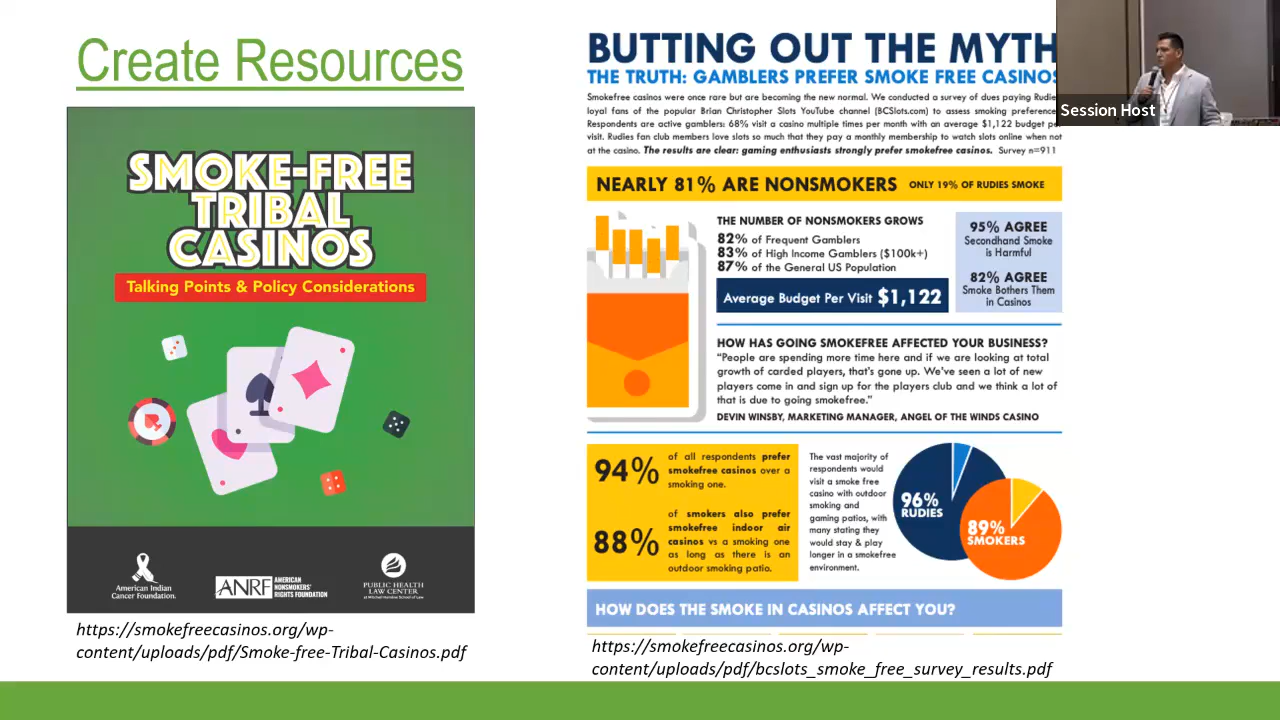 Create Resources
SMOKE-FREE
TRIBAL
CASINOS
Talking Points & Policy Considerations
American Indian
Cancer Foundation.
ANRF
AMERICAN
NONSMOKERS'
RIGHTS FOUNDATION
PUBLIC HEALTH
LAW CENTER
at Mitchell Hamline School of Law
https://smokefreecasinos.org/wp-
content/uploads/pdf/Smoke-free-Tribal-Casinos.pdf
BUTTING OUT THE MYTH
THE TRUTH: GAMBLERS PREFER SMOKE FREE CASINOS
Smokefree casinos were once rare but are becoming the new normal. We conducted a survey of dues paying Rudie
loyal fans of the popular Brian Christopher Slots YouTube channel (BCSlots.com) to assess smoking preference
Respondents are active gamblers: 68% visit a casino multiple times per month with an average $1,122 budget pe
visit. Rudies fan club members love slots so much that they pay a monthly membership to watch slots online when not
at the casino. The results are clear: gaming enthusiasts strongly prefer smokefree casinos. Survey n=911
NEARLY 81% ARE NONSMOKERS ONLY 19% OF RUDIES SMOKE
THE NUMBER OF NONSMOKERS GROWS
82% of Frequent Gamblers
83% of High Income Gamblers ($100k+)
87% of the General US Population
Average Budget Per Visit $1,122
95% AGREE
Secondhand Smoke
is Harmful
82% AGREE
Smoke Bothers Them
in Casinos
HOW HAS GOING SMOKEFREE AFFECTED YOUR BUSINESS?
“People are spending more time here and if we are looking at total
growth of carded players, that's gone up. We've seen a lot of new
players come in and sign up for the players club and we think a lot of
that is due to going smokefree.”
DEVIN WINSBY, MARKETING MANAGER, ANGEL OF THE WINDS CASINO
94%
of all respondents prefer
smokefree casinos over a
smoking one.
88%
of smokers also prefer
smokefree indoor air
casinos vs a smoking one
as long as there is an
outdoor smoking patio.
The vast majority of
respondents would
visit a smoke free
casino with outdoor
smoking and
gaming patios, with
many stating they
would stay & play
longer in a smokefree
environment.
96%
RUDIES
89%
SMOKERS
HOW DOES THE SMOKE IN CASINOS AFFECT YOU?
https://smokefreecasinos.org/wp-
content/uploads/pdf/bcslots_smoke_free_survey_results.pdf
Session Host